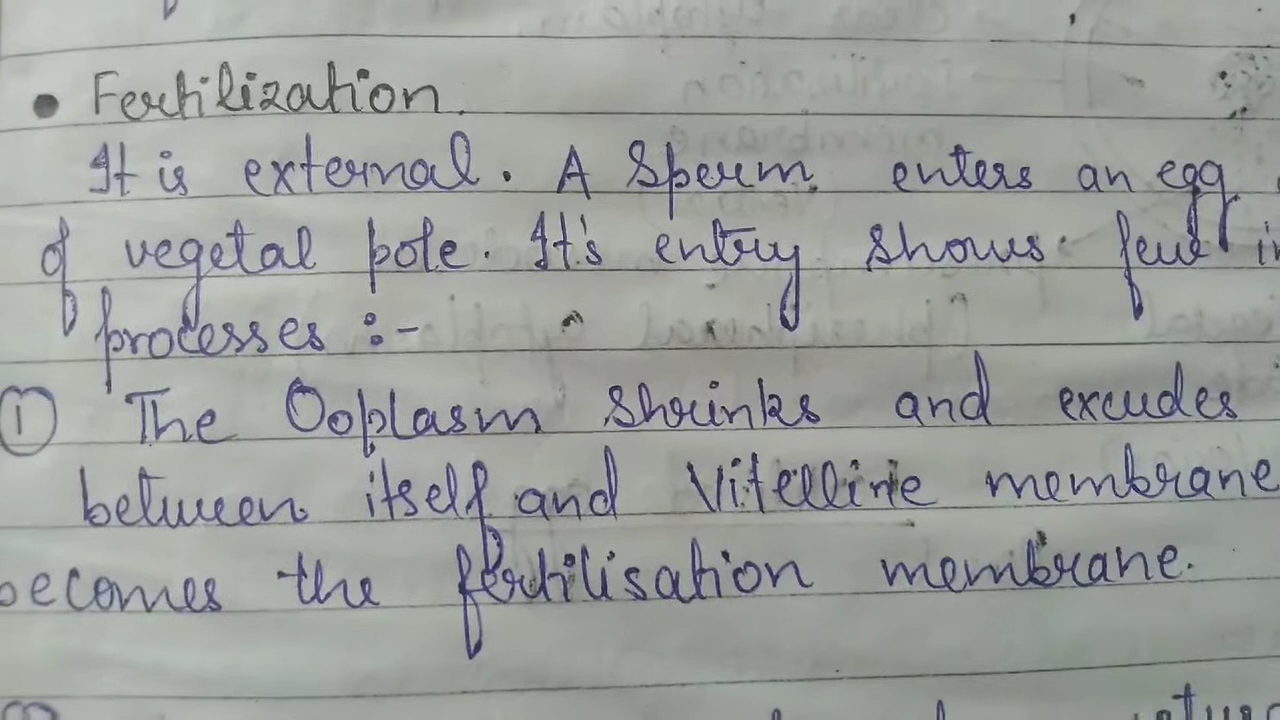 • Fertilization.
It is external. A Sperm enters an egg
of vegetal pole. It's entry shows few
processes :-
① The Ooplasm shrinks and exudes
between itself and Vitelline membrane
becomes the fertilisation membrane.